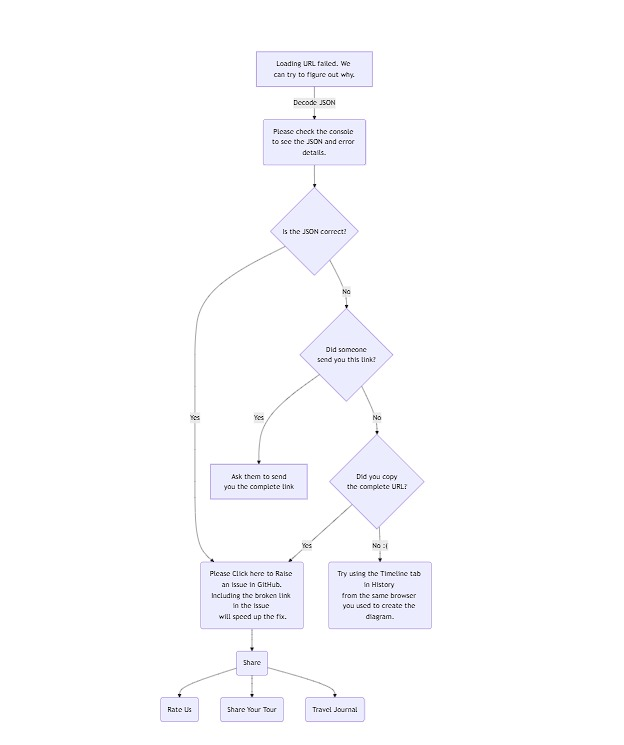 Loading URL failed. We
can try to figure out why.
Decode JSON
Please check the console
to see the JSON and error
details.
Is the JSON correct?
No
Did someone
send you this link?
Yes
Yes
No
Ask them to send
you the complete link
Did you copy
the complete URL?
Yes
No :(
Please Click here to Raise
an issue in GitHub.
Including the broken link
in the issue
will speed up the fix.
Try using the Timeline tab
in History
from the same browser
you used to create the
diagram.
Share
Rate Us
Share Your Tour
Travel Journal